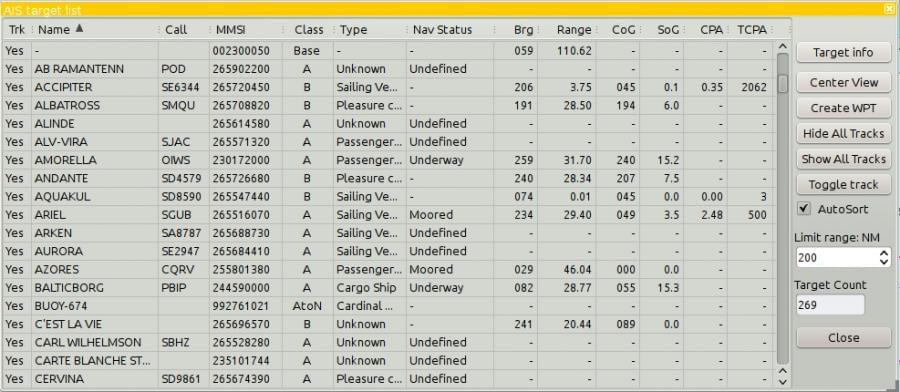 AIS target list
Trk Name Call MMSI Class Type Nav Status Brg Range CoG SoG CPA TCPA
Yes - 002300050 Base - - 059 110.62 - - - -
Yes AB RAMANTENN POD 265902200 A Unknown Undefined - - - - - -
Yes ACCIPITER SE6344 265720450 B Sailing Ve... - 206 3.75 045 0.1 0.35 2062
Yes ALBATROSS SMQU 265708820 B Pleasure c... - 191 28.50 194 6.0 - -
Yes ALINDE 265614580 A Unknown Undefined - - - - - -
Yes ALV-VIRA SJAC 265571320 A Passenger... Undefined - - - - - -
Yes AMORELLA OIWS 230172000 A Passenger... Underway 259 31.70 240 15.2 - -
Yes ANDANTE SD4579 265726680 B Pleasure c... - 240 28.34 207 7.5 - -
Yes AQUAKUL SD8590 265547440 B Sailing Ve... - 074 0.01 045 0.0 0.00 3
Yes ARIEL SGUB 265516070 A Sailing Ve... Moored 234 29.40 049 3.5 2.48 500
Yes ARKEN SA8787 265688730 A Sailing Ve... Undefined - - - - - -
Yes AURORA SE2947 265684410 A Sailing Ve... Undefined - - - - - -
Yes AZORES CQRV 255801380 A Passenger... Moored 029 46.04 000 0.0 - -
Yes BALTICBORG PBIP 244590000 A Cargo Ship Underway 082 28.77 055 15.3 - -
Yes BUOY-674 992761021 AtoN Cardinal ... - - - - - - -
Yes C'EST LA VIE 265696570 B Unknown - 241 20.44 089 0.0 - -
Yes CARL WILHELMSON SBHZ 265528280 A Unknown Undefined - - - - - -
Yes CARTE BLANCHE ST... 235101744 A Unknown Undefined - - - - - -
Yes CERVINA SD9861 265674390 A Pleasure c... Undefined - - - - - -
Target info
Center View
Create WPT
Hide All Tracks
Show All Tracks
Toggle track
AutoSort
Limit range: NM
200
Target Count
269
Close